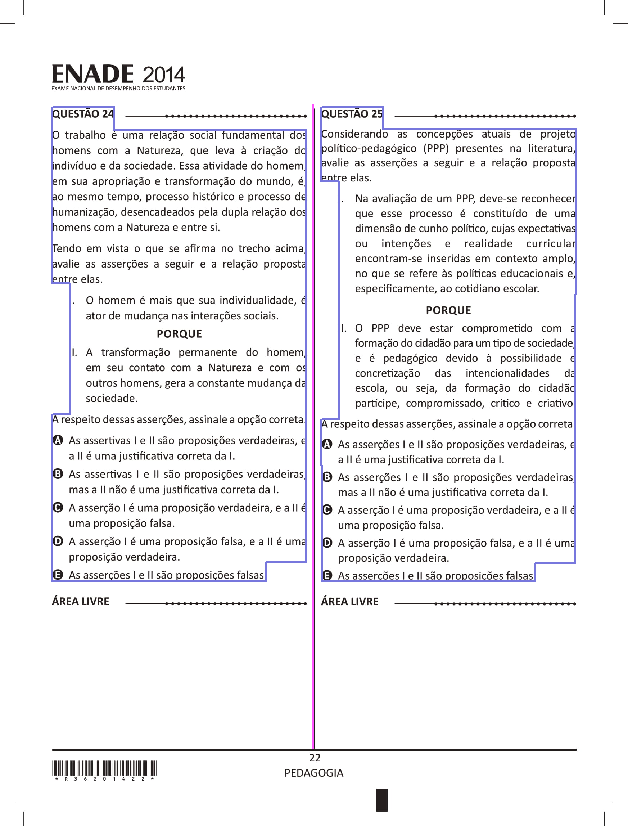 ENADE 2014
EXAME NACIONAL DE DESEMPENHO DOS ESTUDANTES
QUESTÃO 24
O trabalho é uma relação social fundamental dos
homens com a Natureza, que leva à criação do
indivíduo e da sociedade. Essa atividade do homem,
em sua apropriação e transformação do mundo, é,
ao mesmo tempo, processo histórico e processo de
humanização, desencadeados pela dupla relação dos
homens com a Natureza e entre si.
Tendo em vista o que se afirma no trecho acima,
avalie as asserções a seguir e a relação proposta
entre elas.
I. O homem é mais que sua individualidade, é
ator de mudança nas interações sociais.
PORQUE
II. A transformação permanente do homem,
em seu contato com a Natureza e com os
outros homens, gera a constante mudança da
sociedade.
A respeito dessas asserções, assinale a opção correta.
A As assertivas I e II são proposições verdadeiras, e
a II é uma justificativa correta da I.
B As assertivas I e II são proposições verdadeiras,
mas a II não é uma justificativa correta da I.
C A asserção I é uma proposição verdadeira, e a II é
uma proposição falsa.
D A asserção I é uma proposição falsa, e a II é uma
proposição verdadeira.
E As asserções I e II são proposições falsas.
ÁREA LIVRE
QUESTÃO 25
Considerando as concepções atuais de projeto
político-pedagógico (PPP) presentes na literatura,
avalie as asserções a seguir e a relação proposta
entre elas.
I. Na avaliação de um PPP, deve-se reconhecer
que esse processo é constituído de uma
dimensão de cunho político, cujas expectativas
ou intenções e realidade curricular
encontram-se inseridas em contexto amplo,
no que se refere às políticas educacionais e,
especificamente, ao cotidiano escolar.
PORQUE
II. O PPP deve estar comprometido com a
formação do cidadão para um tipo de sociedade,
e é pedagógico devido à possibilidade e
concretização das intencionalidades da
escola, ou seja, da formação do cidadão
partícipe, compromissado, crítico e criativo.
A respeito dessas asserções, assinale a opção correta.
A As asserções I e II são proposições verdadeiras, e
a II é uma justificativa correta da I.
B As asserções I e II são proposições verdadeiras,
mas a II não é uma justificativa correta da I.
C A asserção I é uma proposição verdadeira, e a II é
uma proposição falsa.
D A asserção I é uma proposição falsa, e a II é uma
proposição verdadeira.
E As asserções I e II são proposições falsas.
ÁREA LIVRE
22
PEDAGOGIA
*R3620142​2*